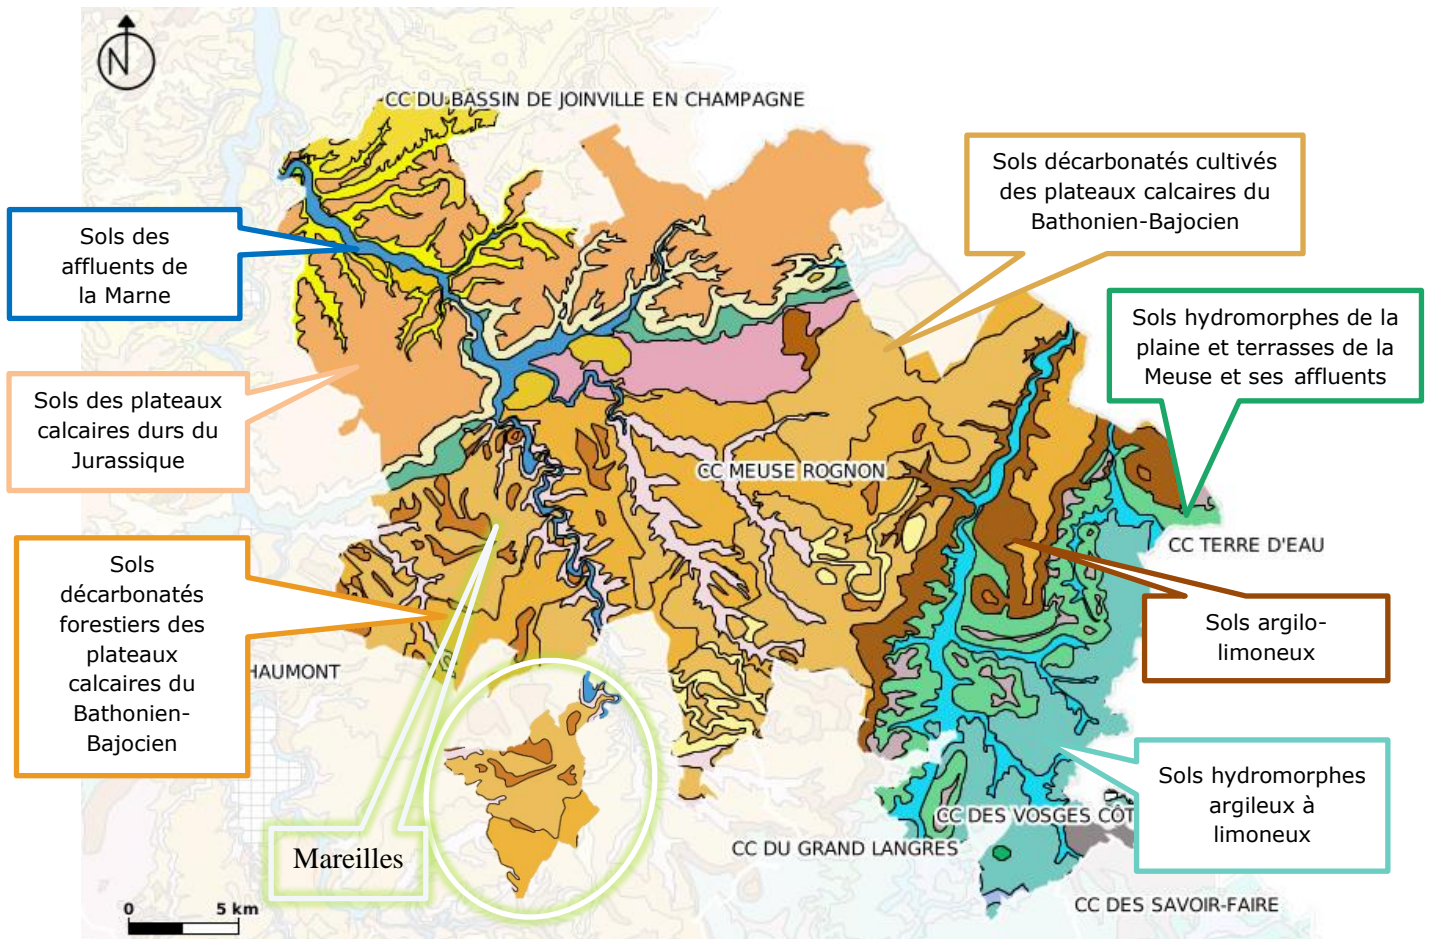 N
CC DU BASSIN DE JOINVILLE EN CHAMPAGNE
Sols décarbonatés cultivés
des plateaux calcaires du
Bathonien-Bajocien
Sols des
affluents de
la Marne
Sols hydromorphes de la
plaine et terrasses de la
Meuse et ses affluents
Sols des plateaux
calcaires durs du
Jurassique
CC MEUSE ROGNON
CC TERRE D'EAU
Sols
décarbonatés
forestiers des
plateaux
calcaires du
Bathonien-
Bajocien
Sols argilo-
limoneux
HAUMONT
Sols hydromorphes
argileux à
limoneux
CC DES VOSGES CÔT
Mareilles
CC DU GRAND LANGRES
CC DES SAVOIR-FAIRE
0 5 km